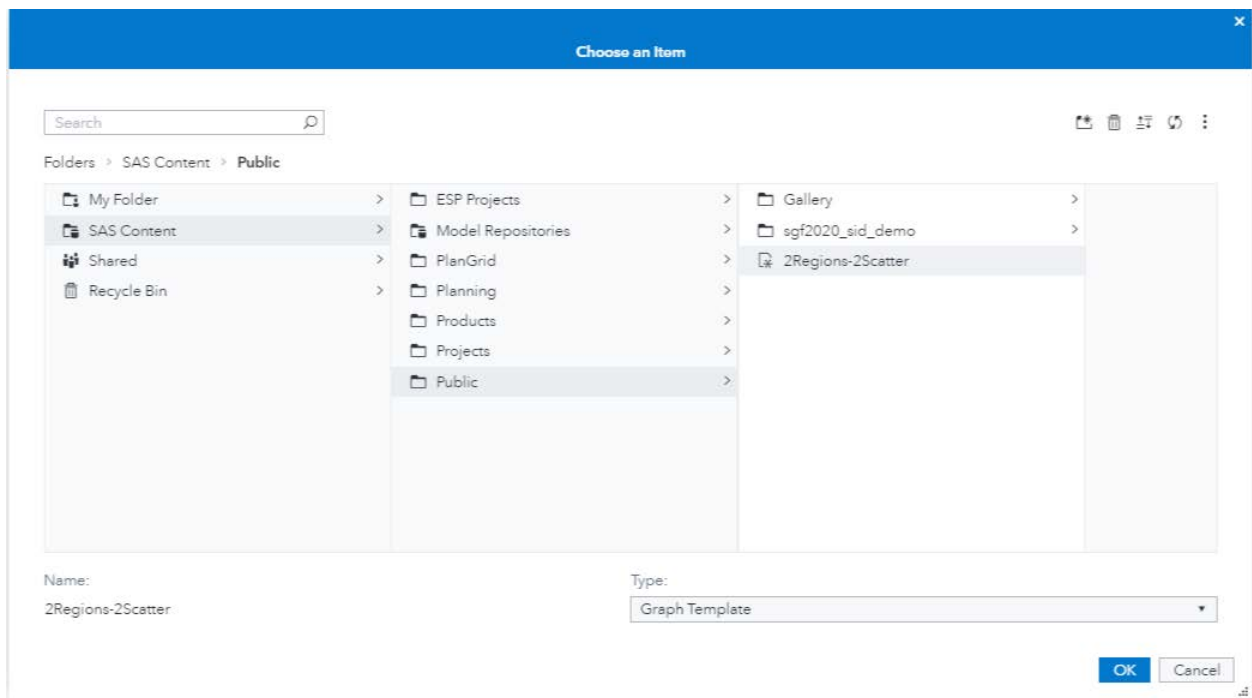 Choose an Item
Search
Folders > SAS Content > Public
My Folder
SAS Content
Shared
Recycle Bin
ESP Projects
Model Repositories
PlanGrid
Planning
Products
Projects
Public
Gallery
sgf2020_sid_demo
2Regions-2Scatter
Name:
2Regions-2Scatter
Type:
Graph Template
OK
Cancel